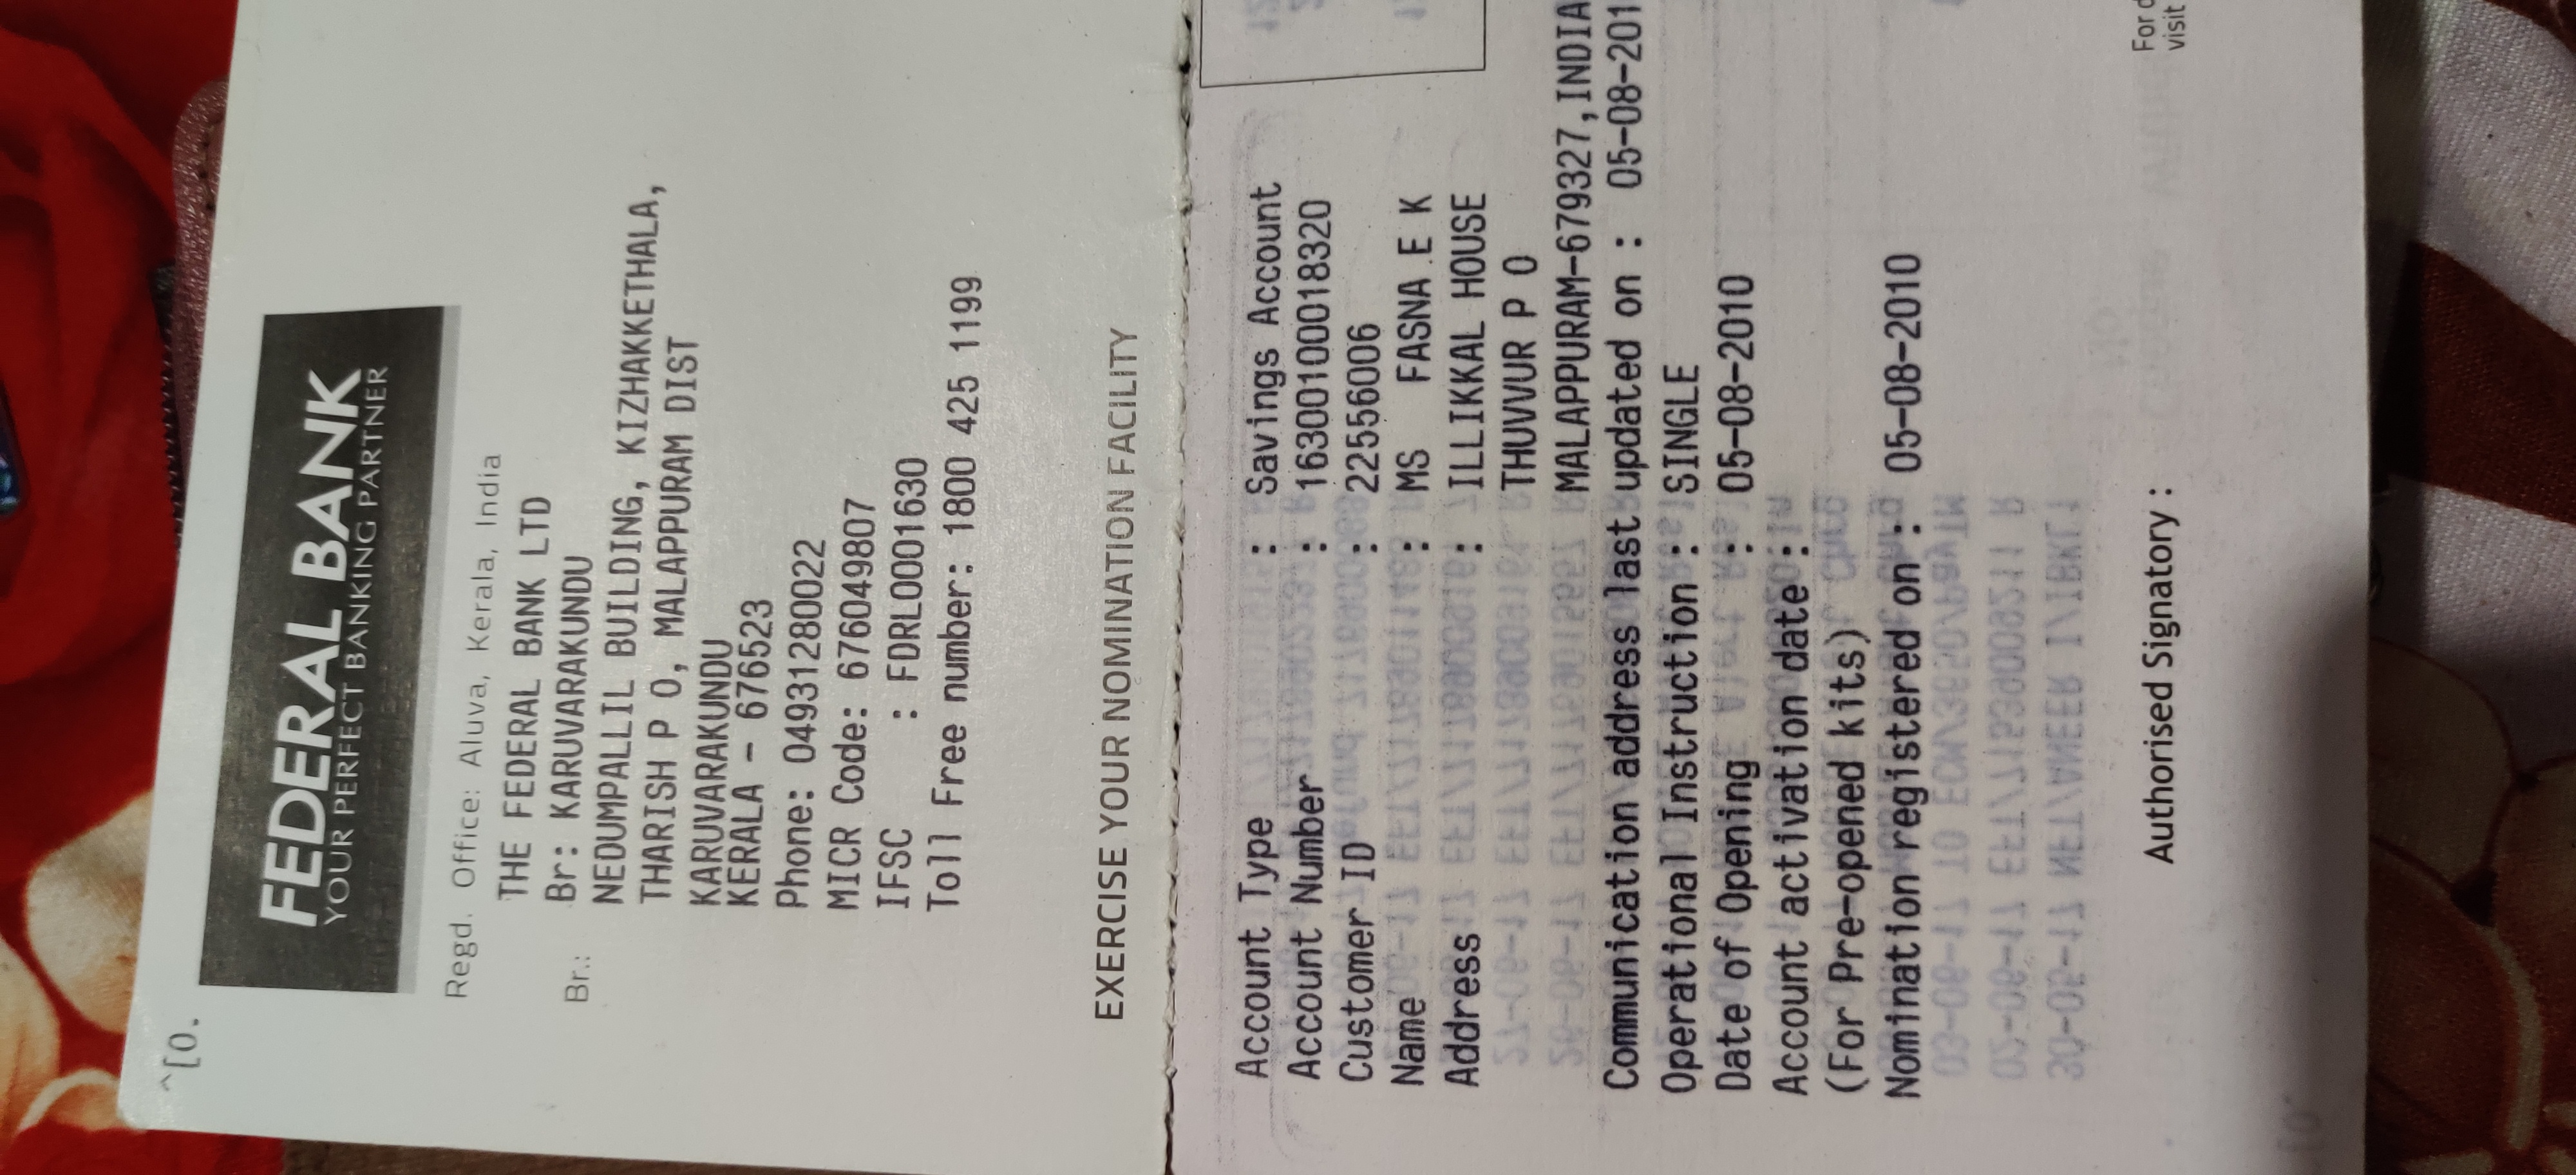 ^[0.
FEDERAL BANK
YOUR PERFECT BANKING PARTNER
Regd. Office: Aluva, Kerala, India
THE FEDERAL BANK LTD
Br.: Br: KARUVARAKUNDU
NEDUMPALLIL BUILDING, KIZHAKKETHALA,
THARISH P O, MALAPPURAM DIST
KARUVARAKUNDU
KERALA - 676523
Phone: 04931280022
MICR Code: 676049807
IFSC : FDRL0001630
Toll Free number: 1800 425 1199
EXERCISE YOUR NOMINATION FACILITY
Account Type : Savings Account
Account Number : 16300100018320
Customer ID : 22556006
Name : MS FASNA E K
Address : ILLIKKAL HOUSE
THUVVUR P O
MALAPPURAM-679327,INDIA
Communication address last updated on : 05-08-201
Operational Instruction : SINGLE
Date of Opening : 05-08-2010
Account activation date :
(For Pre-opened kits)
Nomination registered on : 05-08-2010
Authorised Signatory :
For
visit